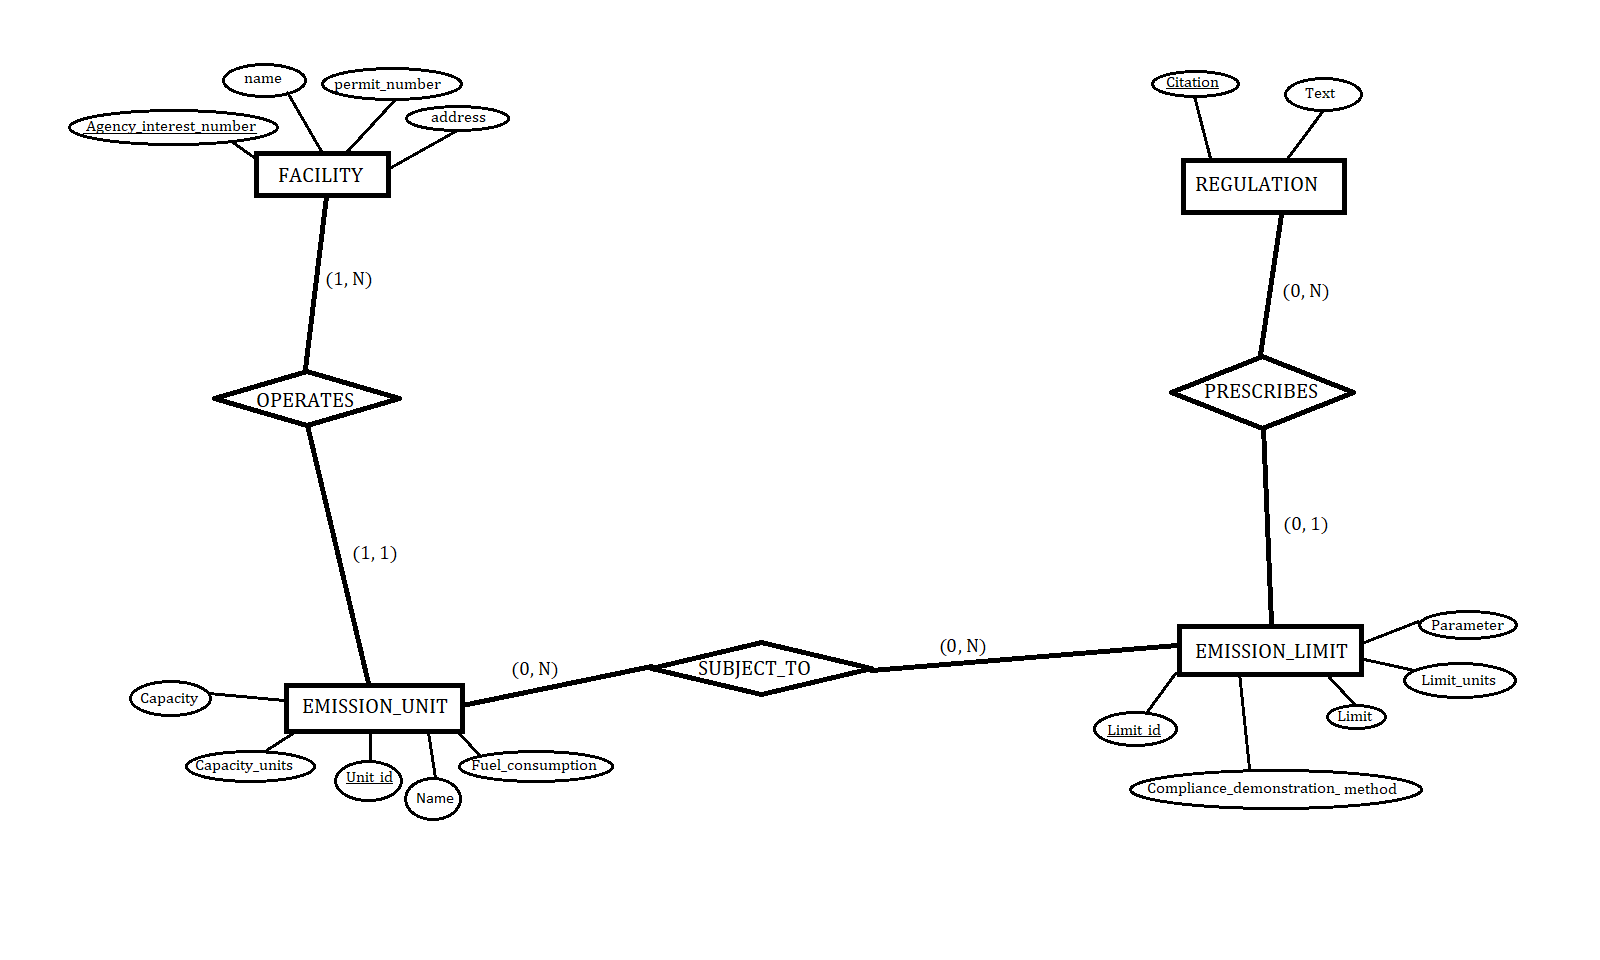 name
permit_number
address
Agency_interest_number
FACILITY
Citation
Text
REGULATION
(1, N)
(0, N)
OPERATES
PRESCRIBES
(1, 1)
(0, 1)
(0, N)
SUBJECT_TO
(0, N)
EMISSION_LIMIT
Parameter
Limit_units
Limit
Limit_id
Compliance_demonstration_ method
EMISSION_UNIT
Capacity
Capacity_units
Unit_id
Name
Fuel_consumption